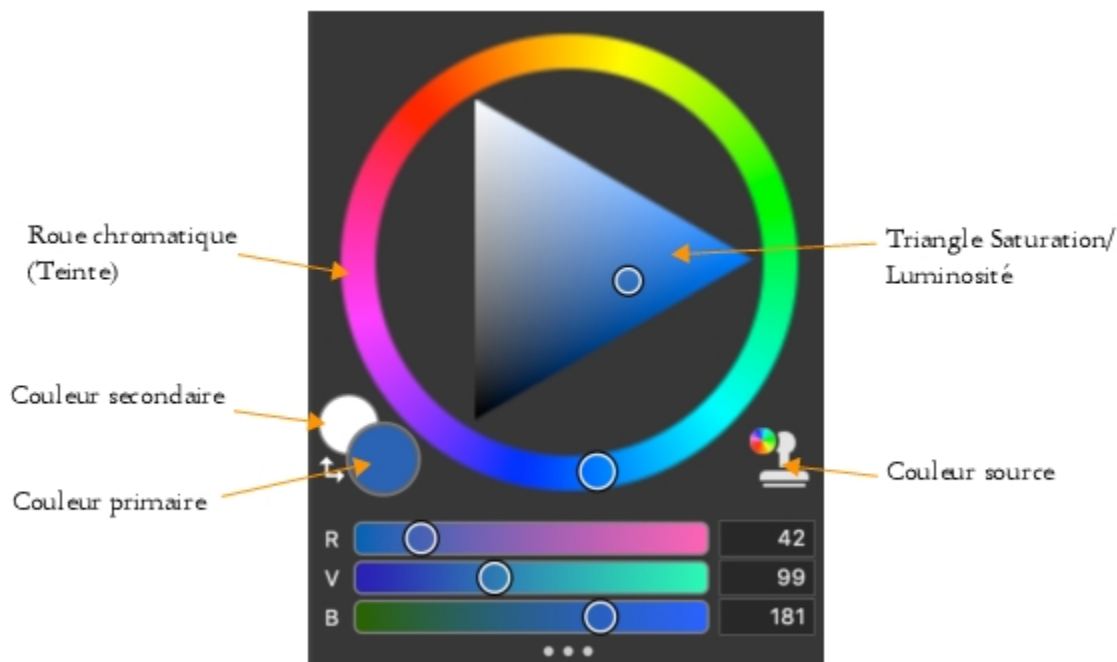 Roue chromatique
(Teinte)
Triangle Saturation/
Luminosité
Couleur secondaire
Couleur primaire
Couleur source
R 42
V 99
B 181